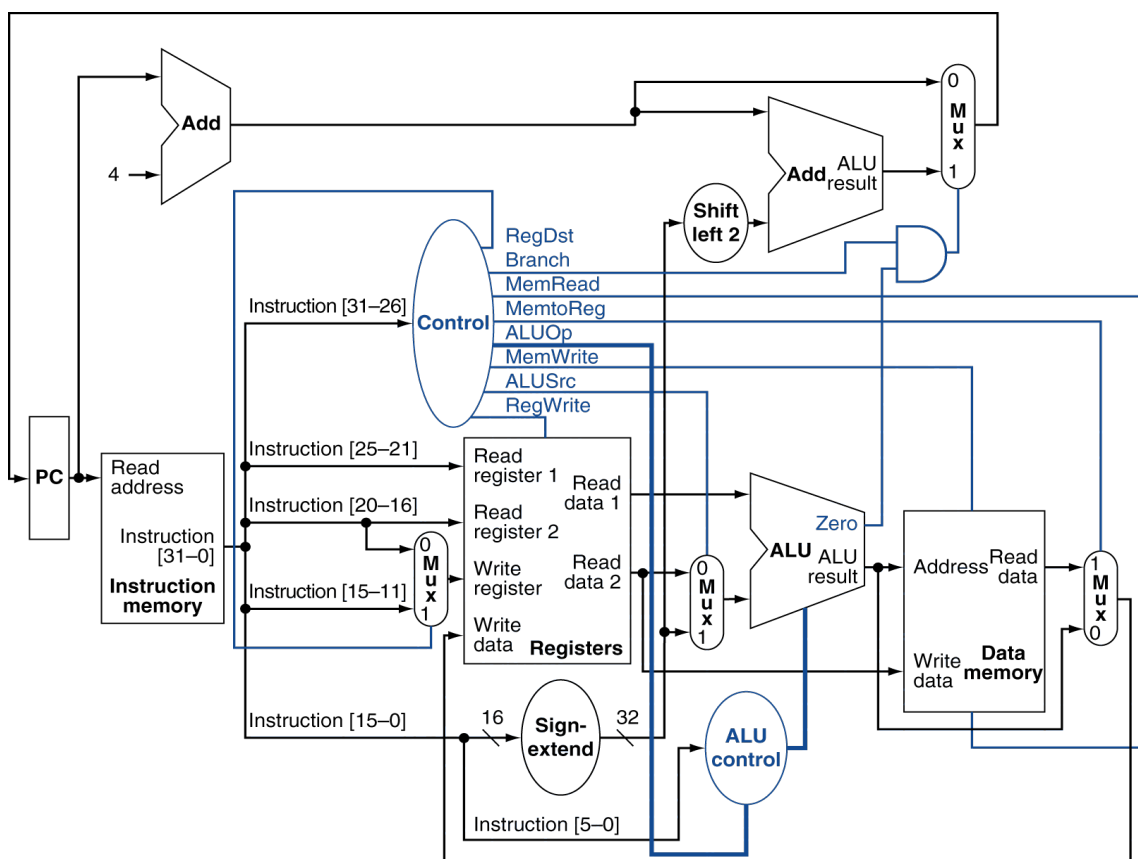 Add
4
0
M
u
x
1
Add
ALU
result
Shift
left 2
RegDst
Branch
MemRead
MemtoReg
ALUOp
MemWrite
ALUSrc
RegWrite
Control
Instruction [31–26]
Instruction [25–21]
Instruction [20–16]
Instruction [15–11]
Instruction [15–0]
Instruction [5–0]
PC
Read
address
Instruction
[31–0]
Instruction
memory
0
M
u
x
1
Read
register 1
Read
register 2
Write
register
Write
data
Read
data 1
Read
data 2
Registers
16
Sign-
extend
32
0
M
u
x
1
Zero
ALU
ALU
result
ALU
control
Address
Read
data
Write
data
Data
memory
1
M
u
x
0